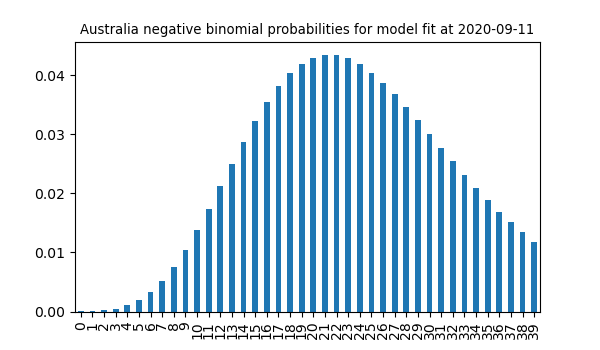 Australia negative binomial probabilities for model fit at 2020-09-11
0.04
0.03
0.02
0.01
0.00
0 1 2 3 4 5 6 7 8 9 10 11 12 13 14 15 16 17 18 19 20 21 22 23 24 25 26 27 28 29 30 31 32 33 34 35 36 37 38 39